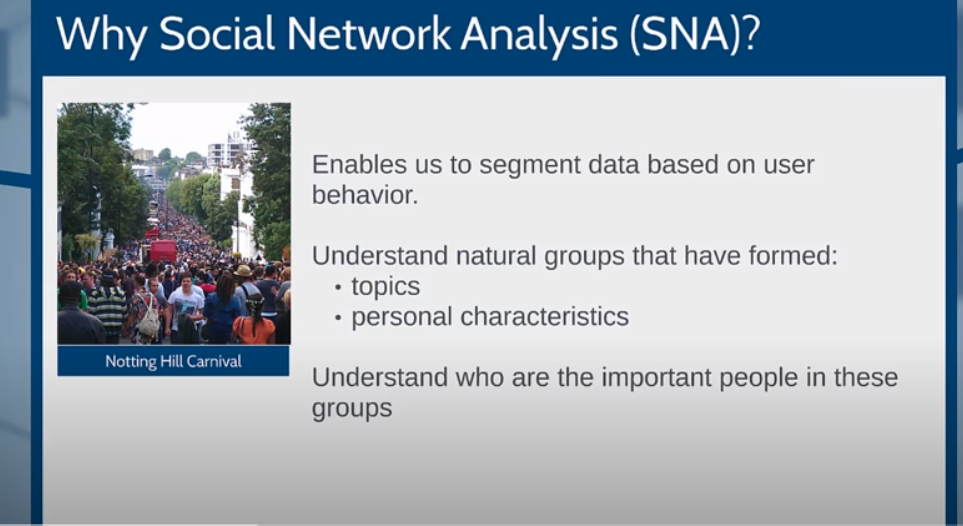 Why Social Network Analysis (SNA)?
Enables us to segment data based on user
behavior.
Understand natural groups that have formed:
• topics
• personal characteristics
Understand who are the important people in these
groups
Notting Hill Carnival